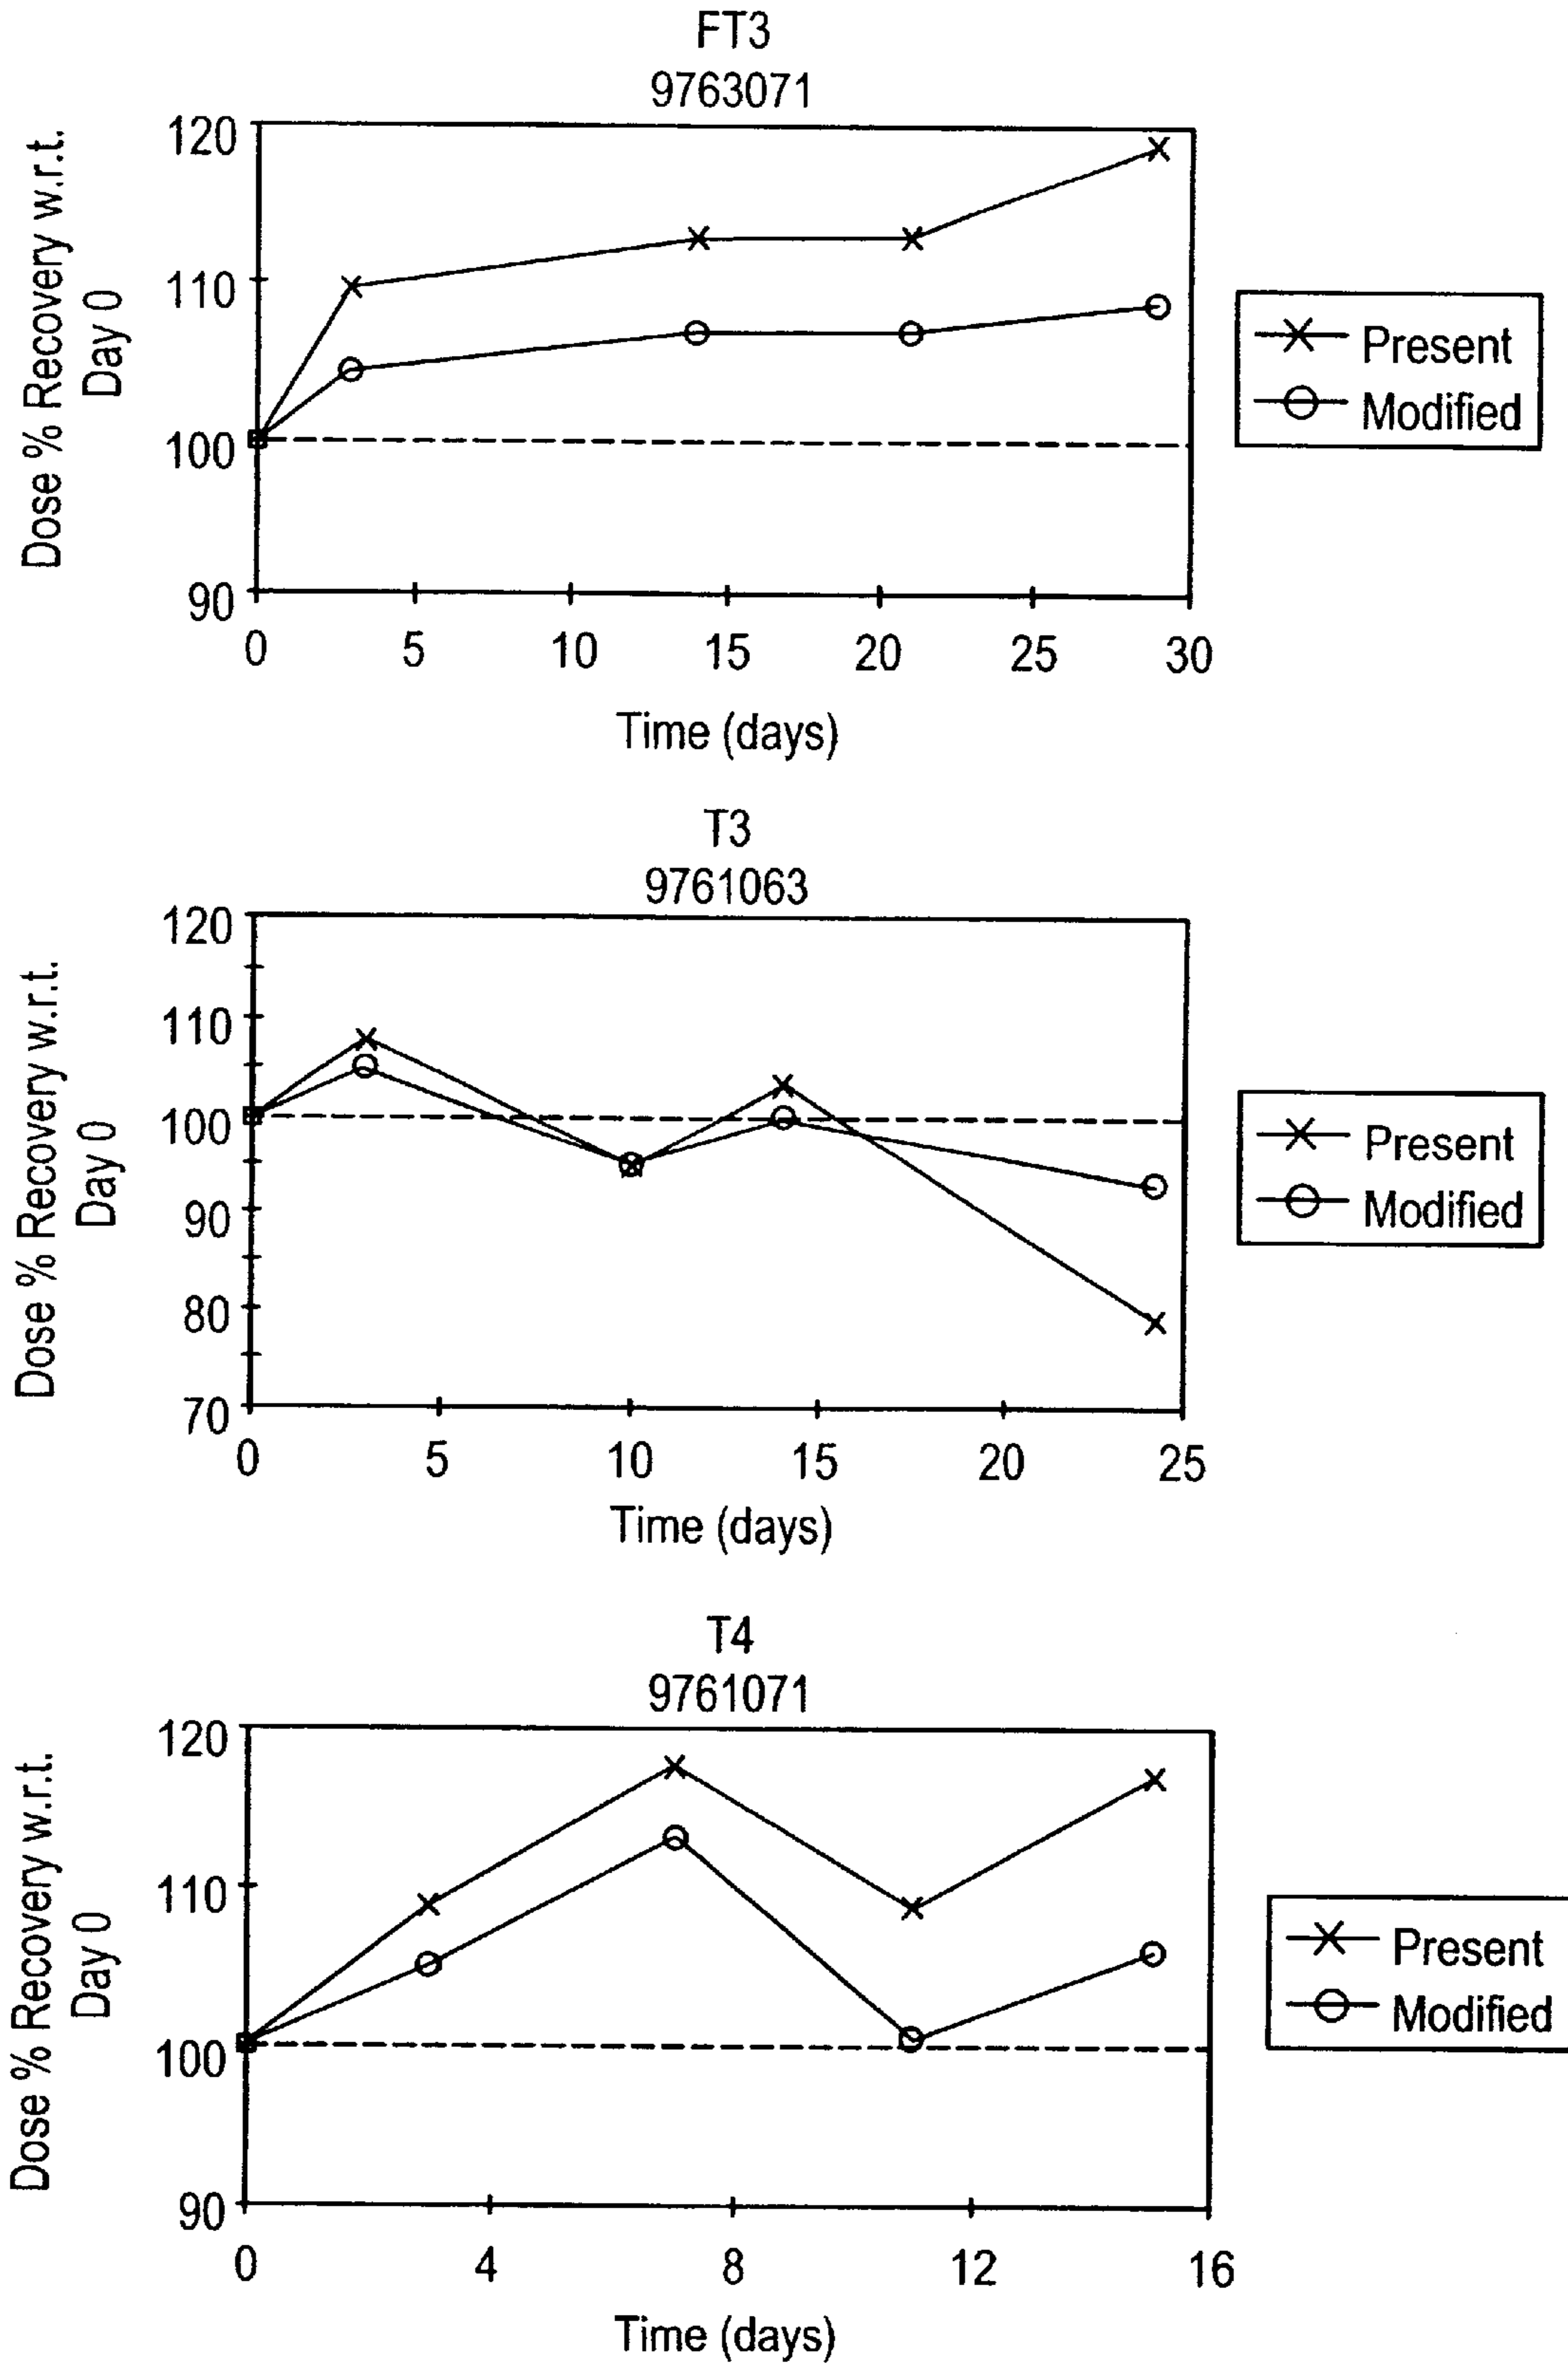 FT3
9763071
Dose % Recovery w.r.t.
Day 0
120
110
100
90
0 5 10 15 20 25 30
Time (days)
Present
Modified
T3
9761063
Dose % Recovery w.r.t.
Day 0
120
110
100
90
80
70
0 5 10 15 20 25
Time (days)
Present
Modified
T4
9761071
Dose % Recovery w.r.t.
Day 0
120
110
100
90
0 4 8 12 16
Time (days)
Present
Modified